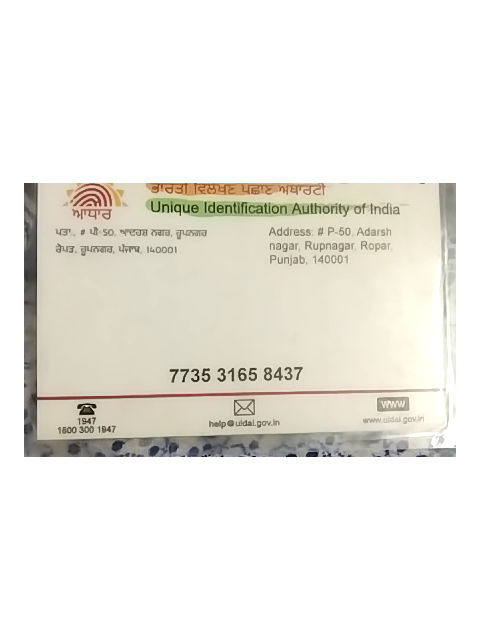 ਭਾਰਤੀ ਵਿਲੱਖਣ ਪਛਾਣ ਅਥਾਰਟੀ
ਆਧਾਰ
Unique Identification Authority of India
ਪਤਾ:, # ਪੀ-50, ਆਦਰਸ਼ ਨਗਰ, ਰੂਪਨਗਰ
ਰੋਪੜ, ਰੂਪਨਗਰ, ਪੰਜਾਬ, 140001
Address: # P-50, Adarsh
nagar, Rupnagar, Ropar,
Punjab, 140001
7735 3165 8437
1947
1800 300 1947
help@uidai.gov.in
www
www.uidai.gov.in